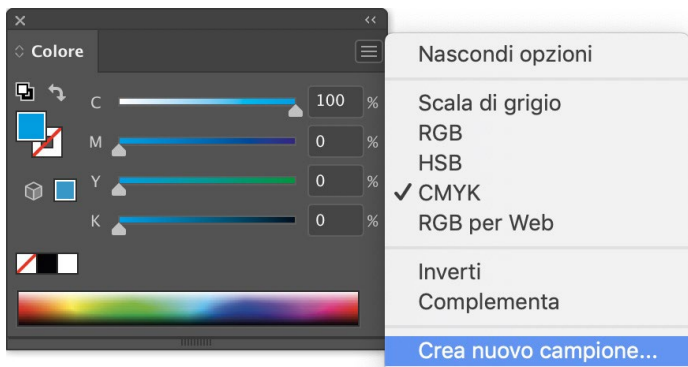 Colore
C 100 %
M 0 %
Y 0 %
K 0 %
Nascondi opzioni
Scala di grigio
RGB
HSB
✓ CMYK
RGB per Web
Inverti
Complementa
Crea nuovo campione...